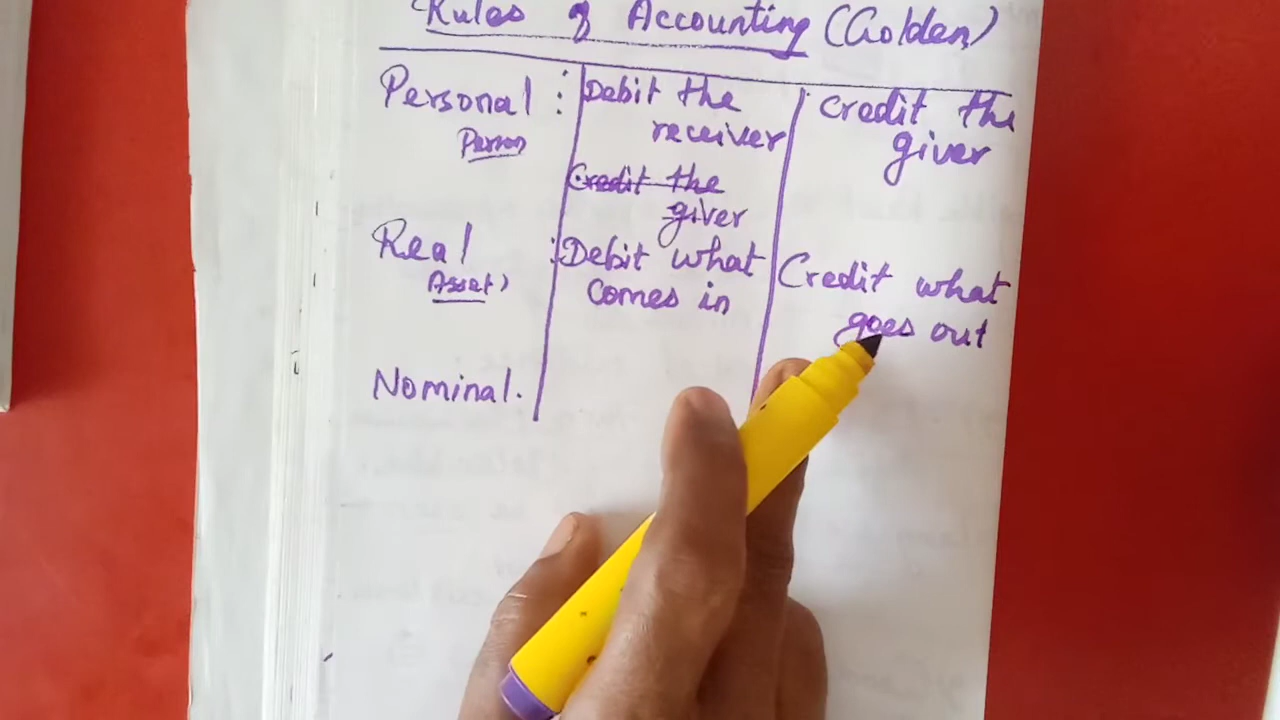 Rules of Accounting (Golden)
Personal : Debit the Credit the
Person receiver giver
Credit the
giver
Real : Debit what Credit what
Asset) comes in goes out
Nominal.